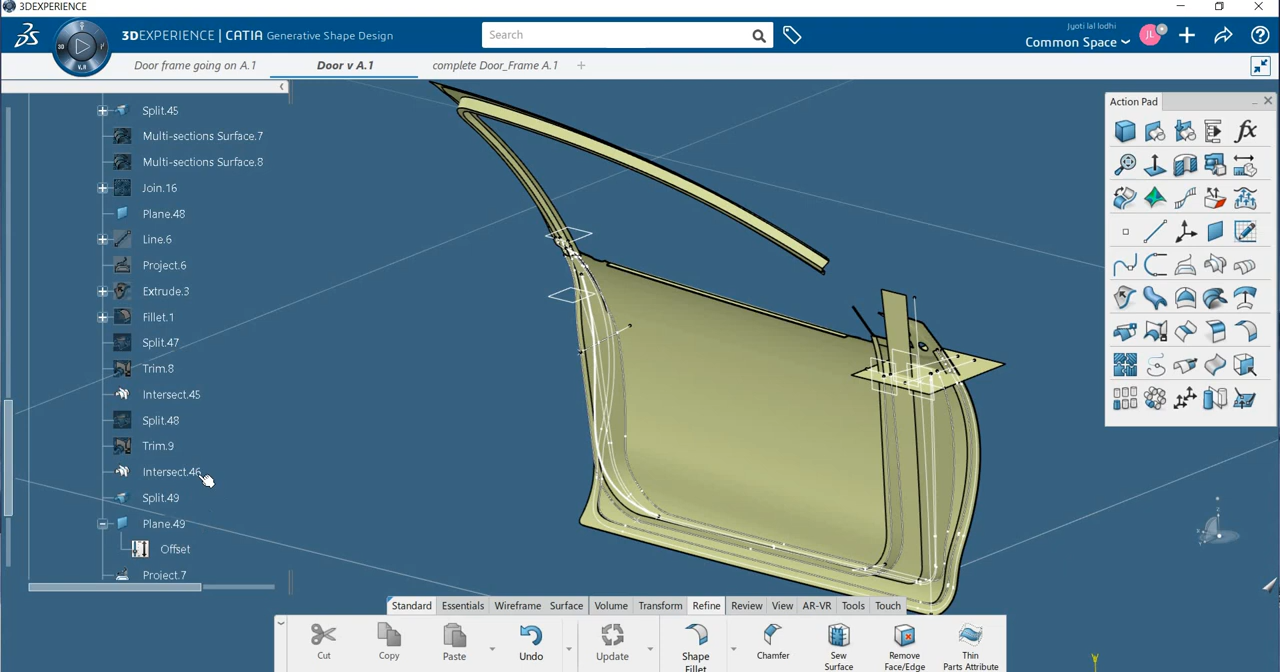 3DEXPERIENCE
3DEXPERIENCE | CATIA Generative Shape Design
Search
Jyoti lal lodhi
Common Space
JL
3D
V.R
Door frame going on A.1
Door v A.1
complete Door_Frame A.1
Action Pad
Split.45
Multi-sections Surface.7
Multi-sections Surface.8
Join.16
Plane.48
Line.6
Project.6
Extrude.3
Fillet.1
Split.47
Trim.8
Intersect.45
Split.48
Trim.9
Intersect.46
Split.49
Plane.49
Offset
Project.7
fx
Standard Essentials Wireframe Surface Volume Transform Refine Review View AR-VR Tools Touch
Cut
Copy
Paste
Undo
Update
Shape Fillet
Chamfer
Sew Surface
Remove Face/Edge
Thin Parts Attribute